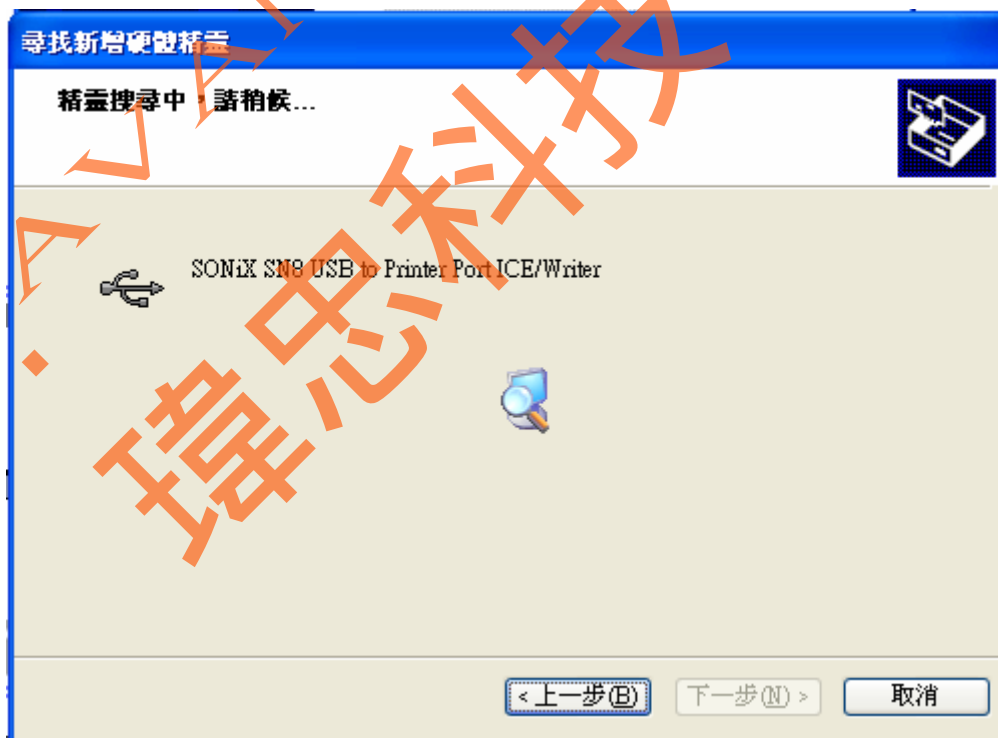 尋找新增硬體精靈
精靈搜尋中，請稍候...
SONiX SN8 USB to Printer Port ICE/Writer
< 上一步(B)
下一步(N) >
取消
瑋忠科技
AVAI